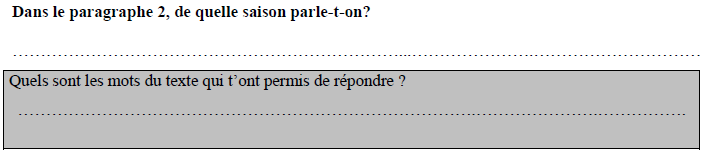 Dans le paragraphe 2, de quelle saison parle-t-on?
……………………………………………………………...……………………………………………
Quels sont les mots du texte qui t’ont permis de répondre ?
……………………………………………………………………………………………………………